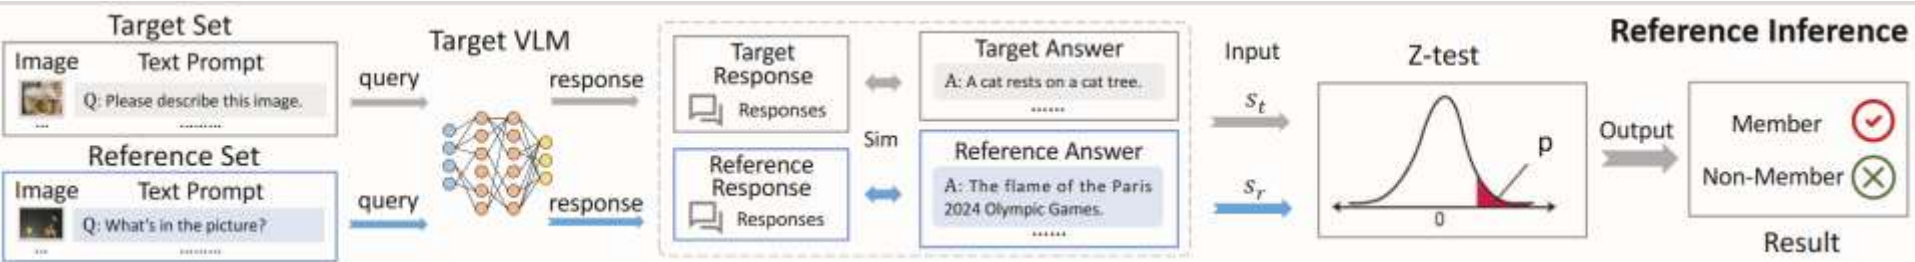 Reference Inference
Target Set
Image
Text Prompt
Q: Please describe this image.
...
.........
Reference Set
Image
Text Prompt
Q: What's in the picture?
...
.........
query
query
Target VLM
response
response
Target
Response
Responses
Reference
Response
Responses
Sim
Target Answer
A: A cat rests on a cat tree.
......
Reference Answer
A: The flame of the Paris
2024 Olympic Games.
......
Input
s_t
s_r
Z-test
p
0
Output
Member
Non-Member
Result